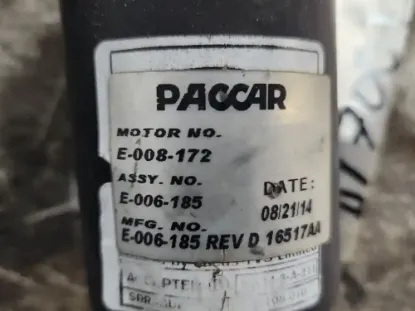 PACCAR
MOTOR NO.
E-008-172
ASSY. NO.
E-006-185
DATE:
08/21/14
MFG. NO.
E-006-185 REV D 16517AA
Limited